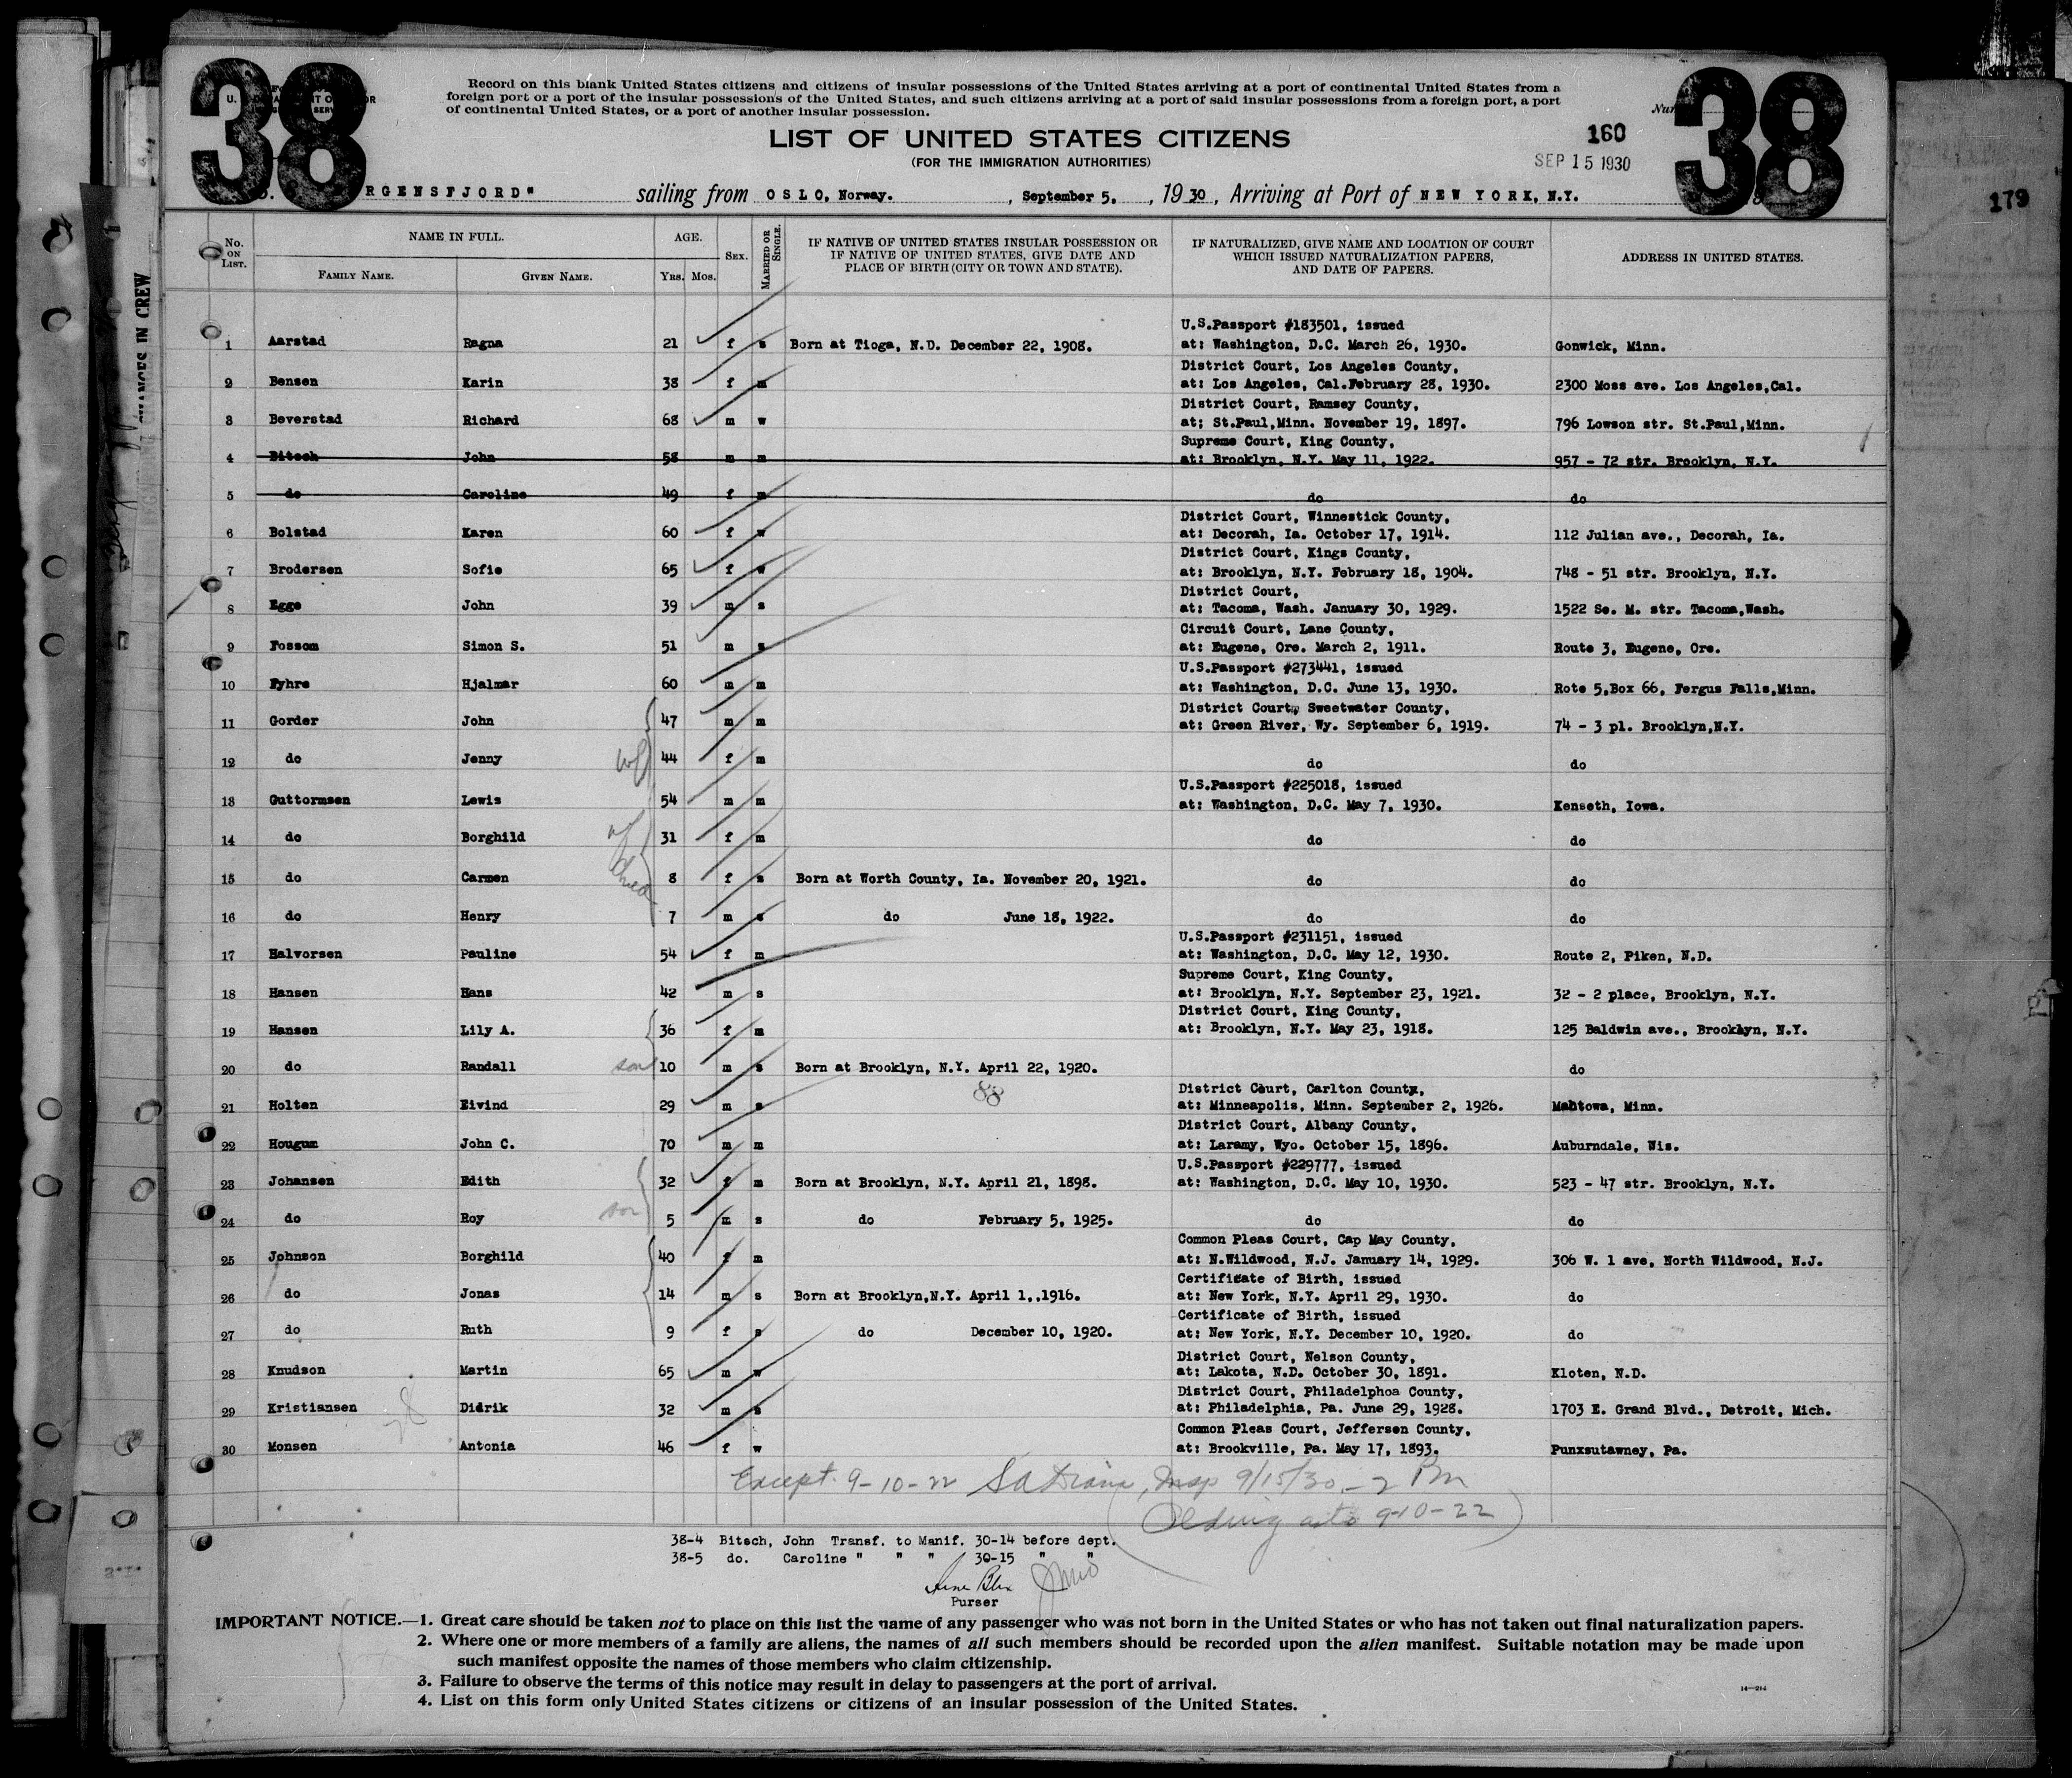 38
38
Record on this blank United States citizens and citizens of insular possessions of the United States arriving at a port of continental United States from a
foreign port or a port of the insular possessions of the United States, and such citizens arriving at a port of said insular possessions from a foreign port, a port
of continental United States, or a port of another insular possession.
LIST OF UNITED STATES CITIZENS
(FOR THE IMMIGRATION AUTHORITIES)
160
SEP 15 1930
179
RGENSFJORD" sailing from OSLO, Norway. , September 5, , 19 30 , Arriving at Port of NEW YORK, N.Y.
No. ON LIST. NAME IN FULL. FAMILY NAME. GIVEN NAME. AGE. YRS. MOS. SEX. MARRIED OR SINGLE.
IF NATIVE OF UNITED STATES INSULAR POSSESSION OR
IF NATIVE OF UNITED STATES, GIVE DATE AND
PLACE OF BIRTH (CITY OR TOWN AND STATE).
IF NATURALIZED, GIVE NAME AND LOCATION OF COURT
WHICH ISSUED NATURALIZATION PAPERS,
AND DATE OF PAPERS.
ADDRESS IN UNITED STATES.
U.S.Passport #183501, issued
1 Aarstad Ragna 21 f s Born at Tioga, N.D. December 22, 1908. at: Washington, D.C. March 26, 1930. Gonwick, Minn.
District Court, Los Angeles County,
2 Bensen Karin 38 f m at: Los Angeles, Cal.February 28, 1930. 2300 Moss ave. Los Angeles,Cal.
District Court, Ramsey County,
3 Beverstad Richard 68 m w at; St.Paul,Minn. November 19, 1897. 796 Lowson str. St.Paul,Minn.
Supreme Court, King County,
4 Bitsch John 58 m m at: Brooklyn, N.Y. May 11, 1922. 957 - 72 str. Brooklyn, N.Y.
5 do Caroline 49 f m do do
District Court, Winnestick County,
6 Bolstad Karen 60 f w at: Decorah, Ia. October 17, 1914. 112 Julian ave., Decorah, Ia.
District Court, Kings County,
7 Brodersen Sofie 65 f w at: Brooklyn, N.Y. February 18, 1904. 748 - 51 str. Brooklyn, N.Y.
District Court,
8 Egge John 39 m s at: Tacoma, Wash. January 30, 1929. 1522 So. M. str. Tacoma,Wash.
Circuit Court, Lane County,
9 Fossom Simon S. 51 m s at: Eugene, Ore. March 2, 1911. Route 3, Eugene, Ore.
U.S.Passport #273441, issued
10 Fyhre Hjalmar 60 m m at: Washington, D.C. June 13, 1930. Rote 5,Box 66, Fergus Falls,Minn.
District Court, Sweetwater County,
11 Gorder John 47 m m at: Green River, Wy. September 6, 1919. 74 - 3 pl. Brooklyn,N.Y.
12 do Jenny wf 44 f m do do
U.S.Passport #225018, issued
13 Guttormsen Lewis 54 m m at: Washington, D.C. May 7, 1930. Kenseth, Iowa.
14 do Borghild wf 31 f m do do
15 do Carmen 8 f s Born at Worth County, Ia. November 20, 1921. do do
16 do Henry 7 m s do June 18, 1922. do do
U.S.Passport #231151, issued
17 Halvorsen Pauline 54 f m at: Washington, D.C. May 12, 1930. Route 2, Piken, N.D.
Supreme Court, King County,
18 Hansen Hans 42 m s at: Brooklyn, N.Y. September 23, 1921. 32 - 2 place, Brooklyn, N.Y.
District Court, King County,
19 Hansen Lily A. 36 f m at: Brooklyn, N.Y. May 23, 1918. 125 Baldwin ave., Brooklyn, N.Y.
20 do Randall son 10 m s Born at Brooklyn, N.Y. April 22, 1920. do
88
District Court, Carlton County,
21 Holten Eivind 29 m s at: Minneapolis, Minn. September 2, 1926. Mahtowa, Minn.
District Court, Albany County,
22 Hougum John C. 70 m m at: Laramy, Wyo. October 15, 1896. Auburndale, Wis.
U.S.Passport #229777, issued
23 Johansen Edith 32 f m Born at Brooklyn, N.Y. April 21, 1898. at: Washington, D.C. May 10, 1930. 523 - 47 str. Brooklyn, N.Y.
24 do Roy son 5 m s do February 5, 1925. do do
Common Pleas Court, Cap May County,
25 Johnson Borghild 40 f m at: N.Wildwood, N.J. January 14, 1929. 306 W. 1 ave, North Wildwood, N.J.
Certificate of Birth, issued
26 do Jonas 14 m s Born at Brooklyn,N.Y. April 1,.1916. at: New York, N.Y. April 29, 1930. do
Certificate of Birth, issued
27 do Ruth 9 f s do December 10, 1920. at: New York, N.Y. December 10, 1920. do
District Court, Nelson County,
28 Knudson Martin 65 m w at: Lakota, N.D. October 30, 1891. Kloten, N.D.
District Court, Philadelphoa County,
29 Kristiansen Didrik 32 m s at: Philadelphia, Pa. June 29, 1928. 1703 E. Grand Blvd., Detroit, Mich.
Common Pleas Court, Jefferson County,
30 Monsen Antonia 46 f w at: Brookville, Pa. May 17, 1893. Punxsutawney, Pa.
Except 9-10-22 Insp 9/15/30 - 2 Pm
9-10-22
38-4 Bitsch, John Transf. to Manif. 30-14 before dept.
38-5 do. Caroline " " " 30-15 " "
Purser
IMPORTANT NOTICE.—1. Great care should be taken not to place on this list the name of any passenger who was not born in the United States or who has not taken out final naturalization papers.
2. Where one or more members of a family are aliens, the names of all such members should be recorded upon the alien manifest. Suitable notation may be made upon
such manifest opposite the names of those members who claim citizenship.
3. Failure to observe the terms of this notice may result in delay to passengers at the port of arrival.
4. List on this form only United States citizens or citizens of an insular possession of the United States.
14—214